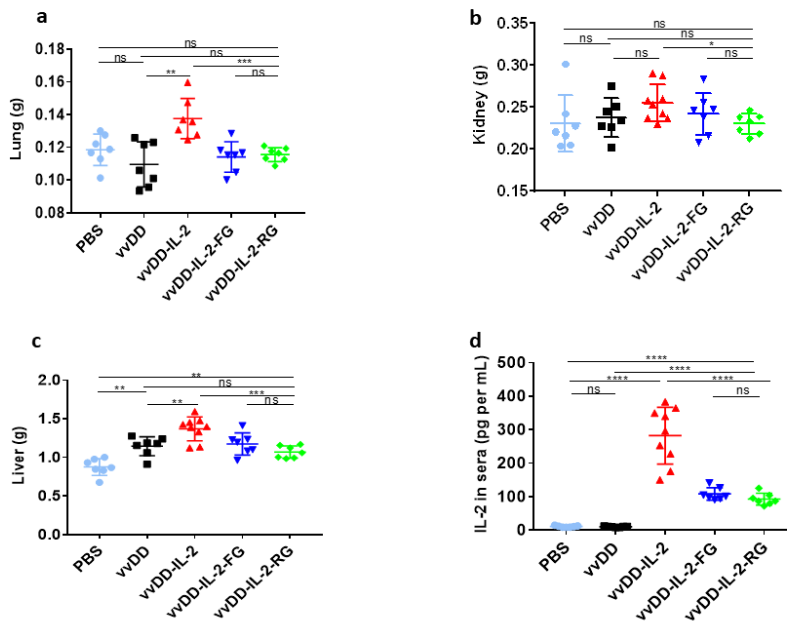 a
ns
ns
ns
**
***
ns
0.18
0.16
0.14
0.12
0.10
0.08
Lung (g)
PBS
vvDD
vvDD-IL-2
vvDD-IL-2-FG
vvDD-IL-2-RG
b
ns
ns
ns
*
ns
ns
0.35
0.30
0.25
0.20
0.15
Kidney (g)
PBS
vvDD
vvDD-IL-2
vvDD-IL-2-FG
vvDD-IL-2-RG
c
**
ns
**
***
**
ns
2.0
1.5
1.0
0.5
0.0
Liver (g)
PBS
vvDD
vvDD-IL-2
vvDD-IL-2-FG
vvDD-IL-2-RG
d
****
****
****
****
ns
ns
500
400
300
200
100
0
IL-2 in sera (pg per mL)
PBS
vvDD
vvDD-IL-2
vvDD-IL-2-FG
vvDD-IL-2-RG